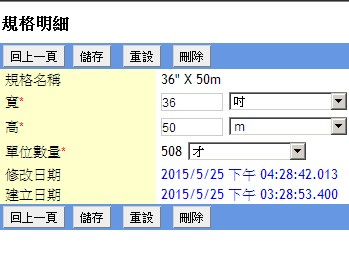 規格明細
回上一頁 儲存 重設 刪除
規格名稱 36" X 50m
寬* 36 吋
高* 50 m
單位數量* 508 才
修改日期 2015/5/25 下午 04:28:42.013
建立日期 2015/5/25 下午 03:28:53.400
回上一頁 儲存 重設 刪除